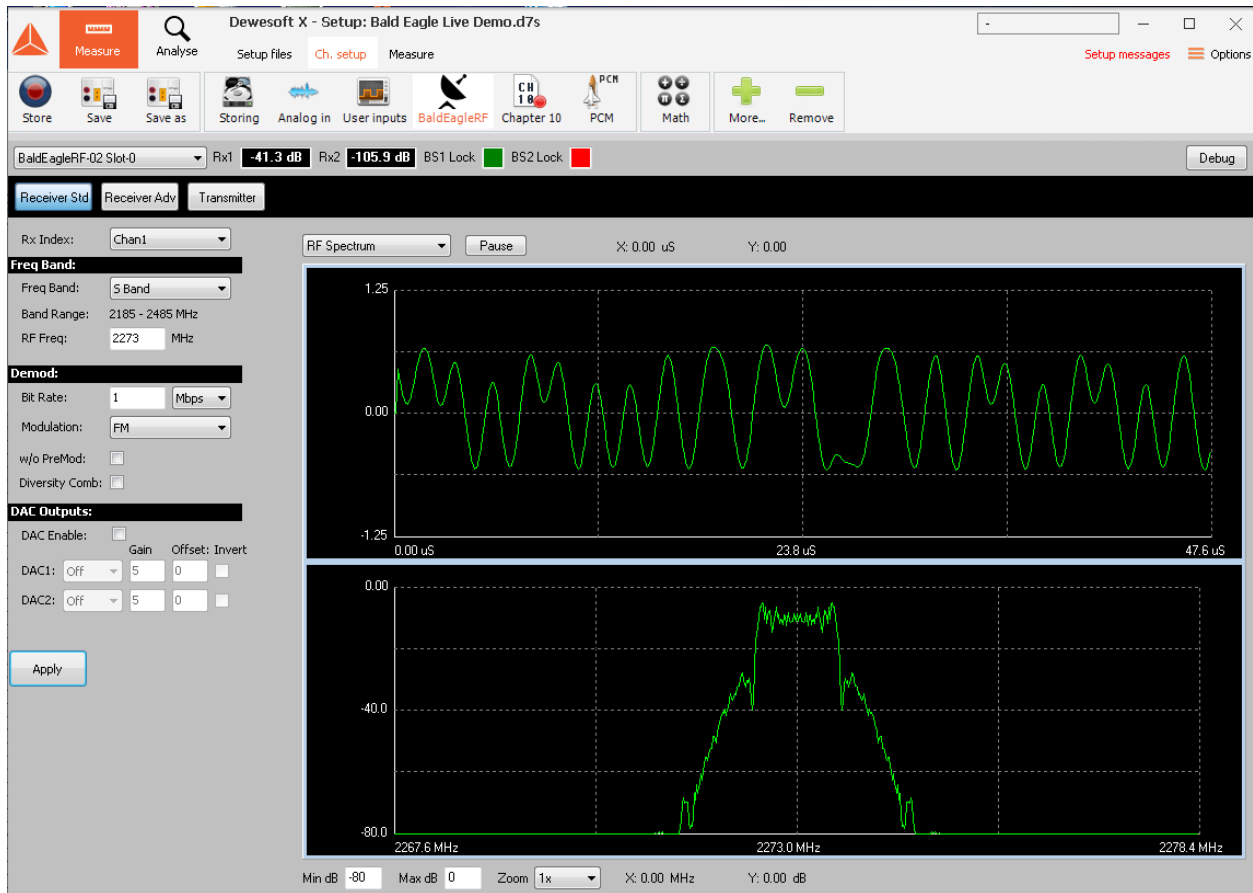 Dewesoft X - Setup: Bald Eagle Live Demo.d7s
-
Measure
Analyse
Setup files Ch. setup Measure
Setup messages Options
CH
10
PCM
Store Save Save as Storing Analog in User inputs BaldEagleRF Chapter 10 PCM Math More... Remove
BaldEagleRF-02 Slot-0 Rx1 -41.3 dB Rx2 -105.9 dB BS1 Lock BS2 Lock Debug
Receiver Std Receiver Adv Transmitter
Rx Index: Chan1
RF Spectrum Pause X: 0.00 uS Y: 0.00
Freq Band:
Freq Band: S Band
Band Range: 2185 - 2485 MHz
RF Freq: 2273 MHz
Demod:
Bit Rate: 1 Mbps
Modulation: FM
w/o PreMod:
Diversity Comb:
DAC Outputs:
DAC Enable:
Gain Offset: Invert
DAC1: Off 5 0
DAC2: Off 5 0
Apply
1.25
0.00
-1.25
0.00 uS 23.8 uS 47.6 uS
0.00
-40.0
-80.0
2267.6 MHz 2273.0 MHz 2278.4 MHz
Min dB -80 Max dB 0 Zoom 1x X: 0.00 MHz Y: 0.00 dB